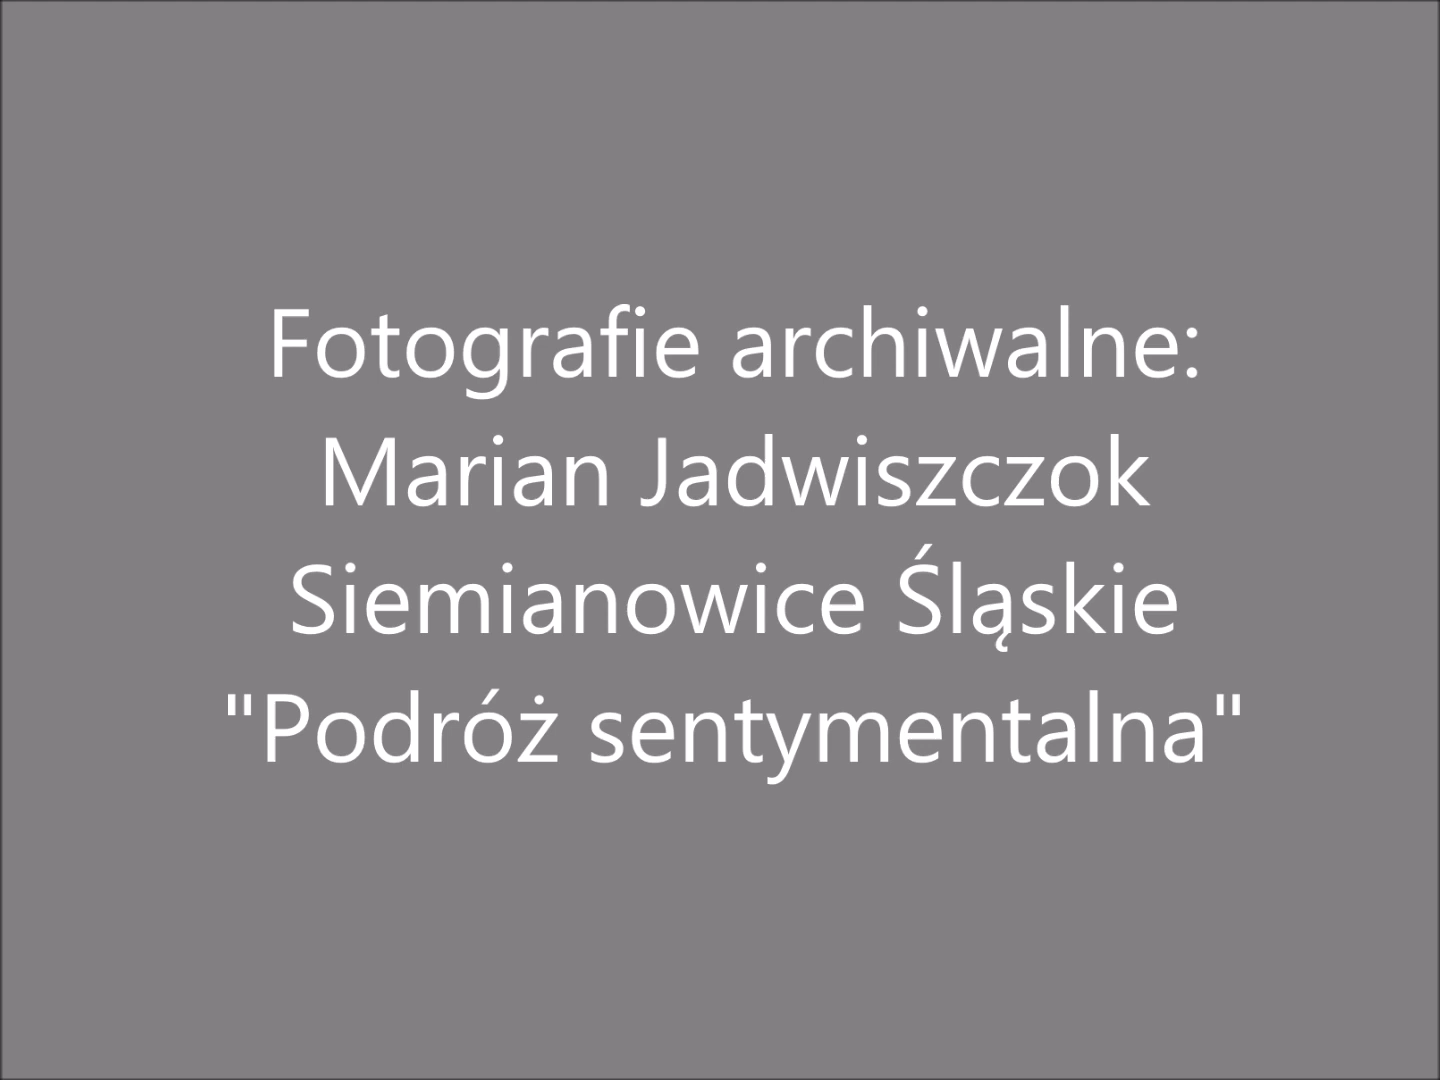 Fotografie archiwalne:
Marian Jadwiszczok
Siemianowice Śląskie
"Podróż sentymentalna"